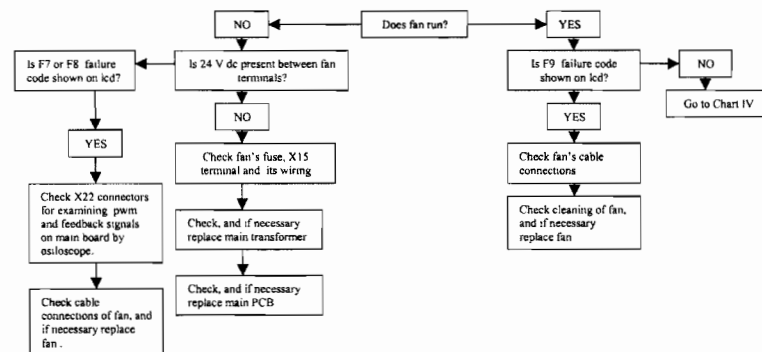 NO
Does fan run?
YES
Is F7 or F8 failure
code shown on lcd?
Is 24 V dc present between fan
terminals?
Is F9 failure code
shown on lcd?
NO
Go to Chart IV
YES
NO
YES
Check X22 connectors
for examining pwm
and feedback signals
on main board by
osiloscope.
Check fan's fuse, X15
terminal and its wiring
Check fan's cable
connections
Check, and if necessary
replace main transformer
Check cleaning of fan,
and if necessary
replace fan
Check cable
connections of fan, and
if necessary replace
fan .
Check, and if necessary
replace main PCB